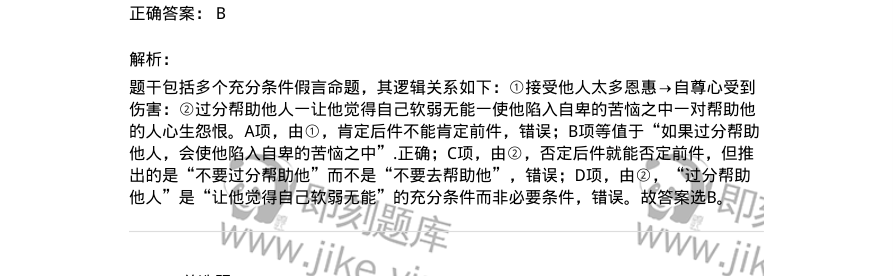 正确答案： B
解析：
题干包括多个充分条件假言命题，其逻辑关系如下：①接受他人太多恩惠→自尊心受到
伤害：②过分帮助他人一让他觉得自己软弱无能一使他陷入自卑的苦恼之中一对帮助他
的人心生怨恨。A项，由①，肯定后件不能肯定前件，错误；B项等值于“如果过分帮助
他人，会使他陷入自卑的苦恼之中”.正确；C项，由②，否定后件就能否定前件，但推
出的是“不要过分帮助他”而不是“不要去帮助他”，错误；D项，由②，“过分帮助
他人”是“让他觉得自己软弱无能”的充分条件而非必要条件，错误。故答案选B。
即刻题库
www.jike